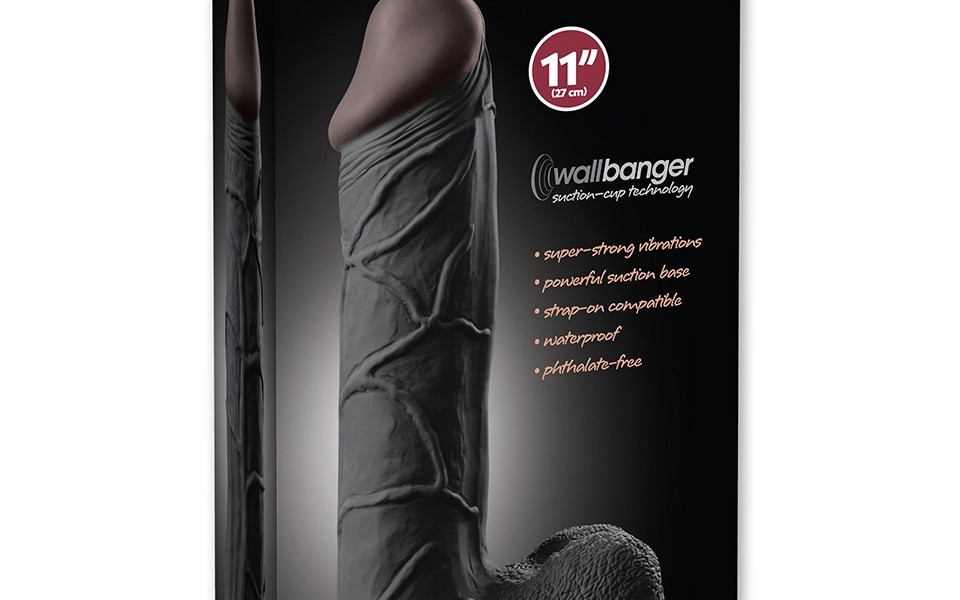 11"
(27 cm)
wallbanger
suction-cup technology
• super-strong vibrations
• powerful suction base
• strap-on compatible
• waterproof
• phthalate-free